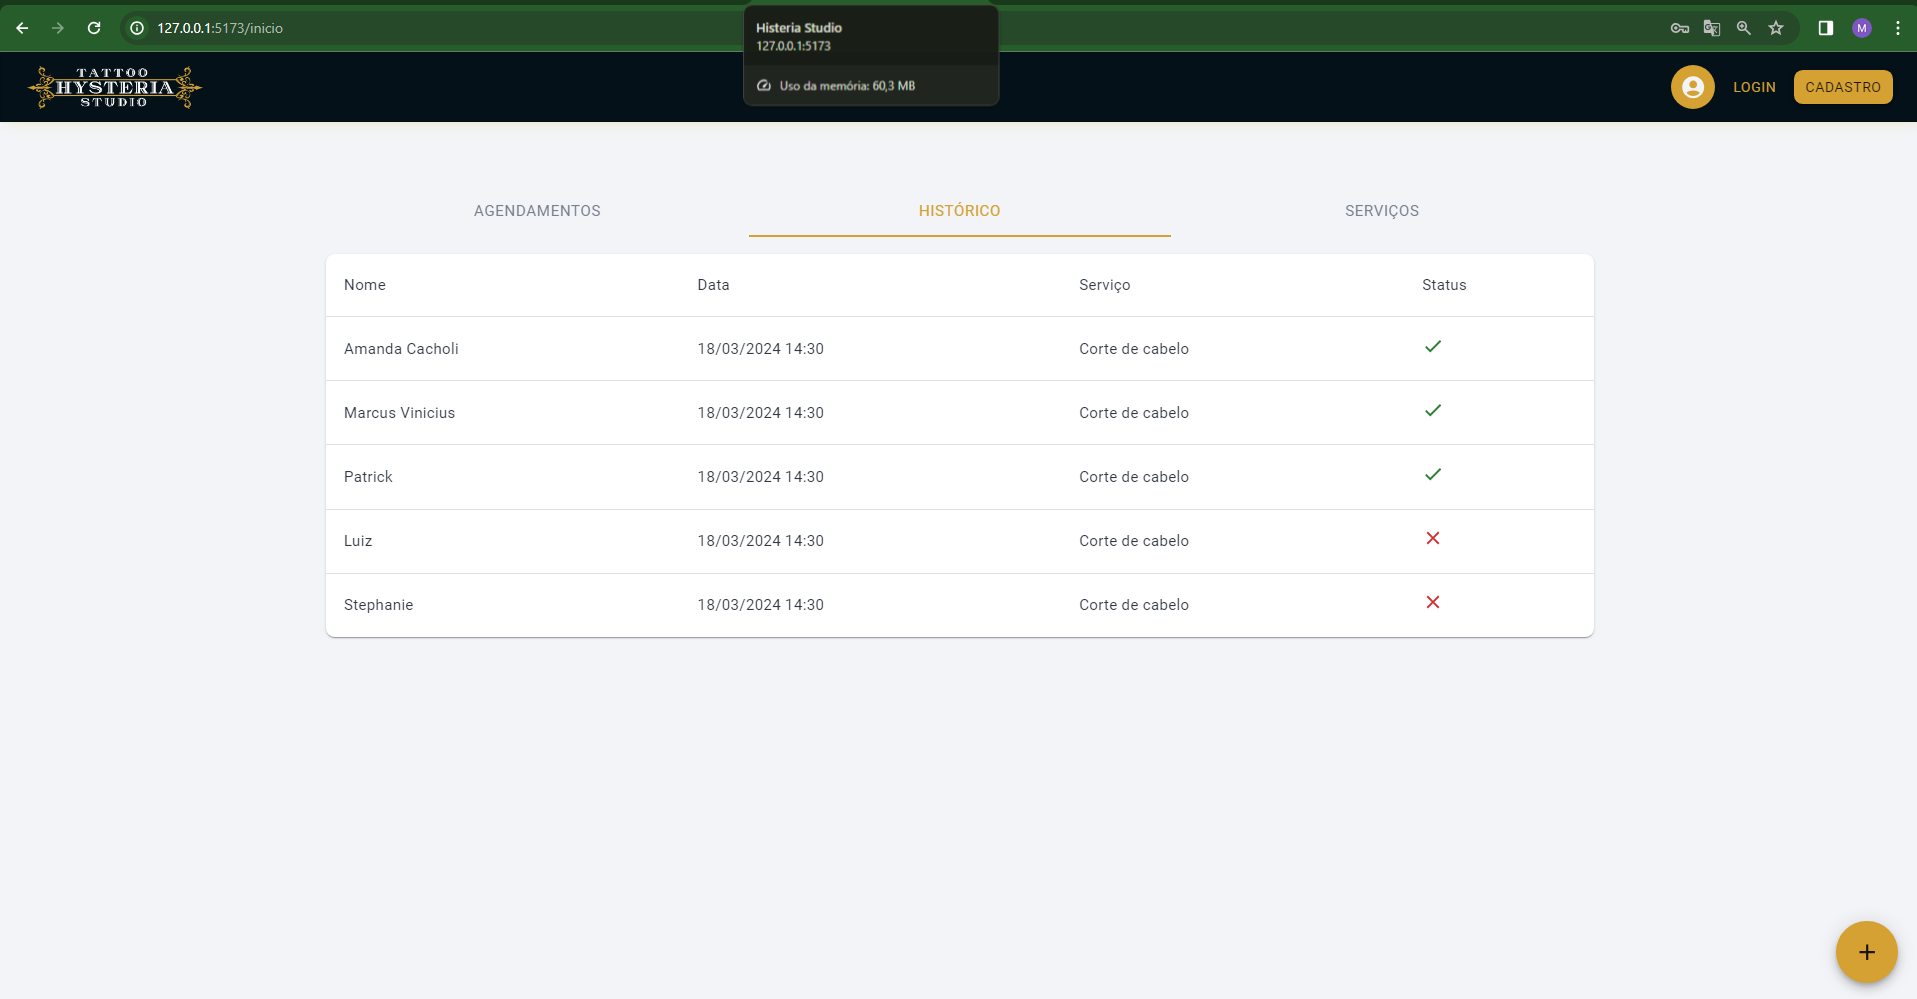 Histeria Studio
127.0.0.1:5173
Uso da memória: 60,3 MB
127.0.0.1:5173/inicio
M
TATTOO
HYSTERIA
STUDIO
LOGIN
CADASTRO
AGENDAMENTOS HISTÓRICO SERVIÇOS
Nome Data Serviço Status
Amanda Cacholi 18/03/2024 14:30 Corte de cabelo
Marcus Vinicius 18/03/2024 14:30 Corte de cabelo
Patrick 18/03/2024 14:30 Corte de cabelo
Luiz 18/03/2024 14:30 Corte de cabelo
Stephanie 18/03/2024 14:30 Corte de cabelo